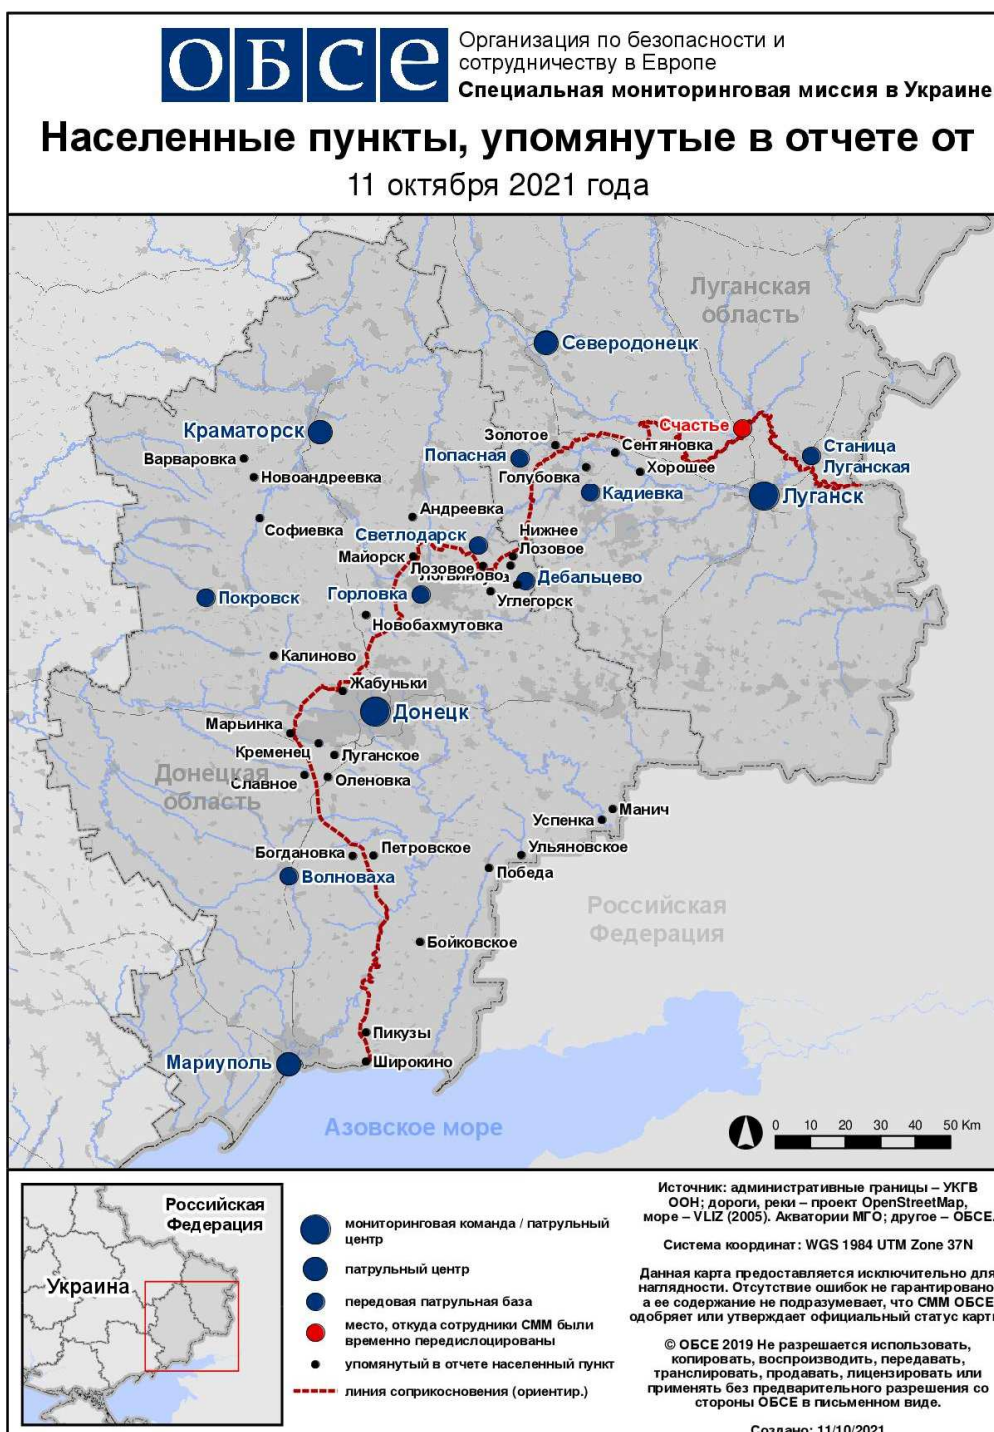 ОБСЕ
Организация по безопасности и
сотрудничеству в Европе
Специальная мониторинговая миссия в Украине
Населенные пункты, упомянутые в отчете от
11 октября 2021 года
Луганская
область
Северодонецк
Счастье
Краматорск
Золотое
Сентяновка
Станица
Луганская
Варваровка
Попасная
Хорошее
Новоандреевка
Голубовка
Кадиевка
Луганск
Андреевка
Софиевка
Светлодарск
Нижнее
Лозовое
Майорск
Лозовое
Логвиново
Дебальцево
Покровск
Горловка
Углегорск
Новобахмутовка
Калиново
Жабуньки
Донецк
Марьинка
Кременец
Луганское
Донецкая
область
Славное
Оленовка
Манич
Успенка
Богдановка
Петровское
Ульяновское
Волноваха
Победа
Российская
Федерация
Бойковское
Пикузы
Мариуполь
Широкино
Азовское море
0 10 20 30 40 50 Km
Российская
Федерация
Украина
мониторинговая команда / патрульный
центр
патрульный центр
передовая патрульная база
место, откуда сотрудники СММ были
временно передислоцированы
упомянутый в отчете населенный пункт
линия соприкосновения (ориентир.)
Источник: административные границы – УКГВ
ООН; дороги, реки – проект OpenStreetMap,
море – VLIZ (2005). Акватории МГО; другое – ОБСЕ.
Система координат: WGS 1984 UTM Zone 37N
Данная карта предоставляется исключительно для
наглядности. Отсутствие ошибок не гарантировано
а ее содержание не подразумевает, что СММ ОБСЕ
одобряет или утверждает официальный статус карт
© ОБСЕ 2019 Не разрешается использовать,
копировать, воспроизводить, передавать,
транслировать, продавать, лицензировать или
применять без предварительного разрешения со
стороны ОБСЕ в письменном виде.
Создано: 11/10/2021